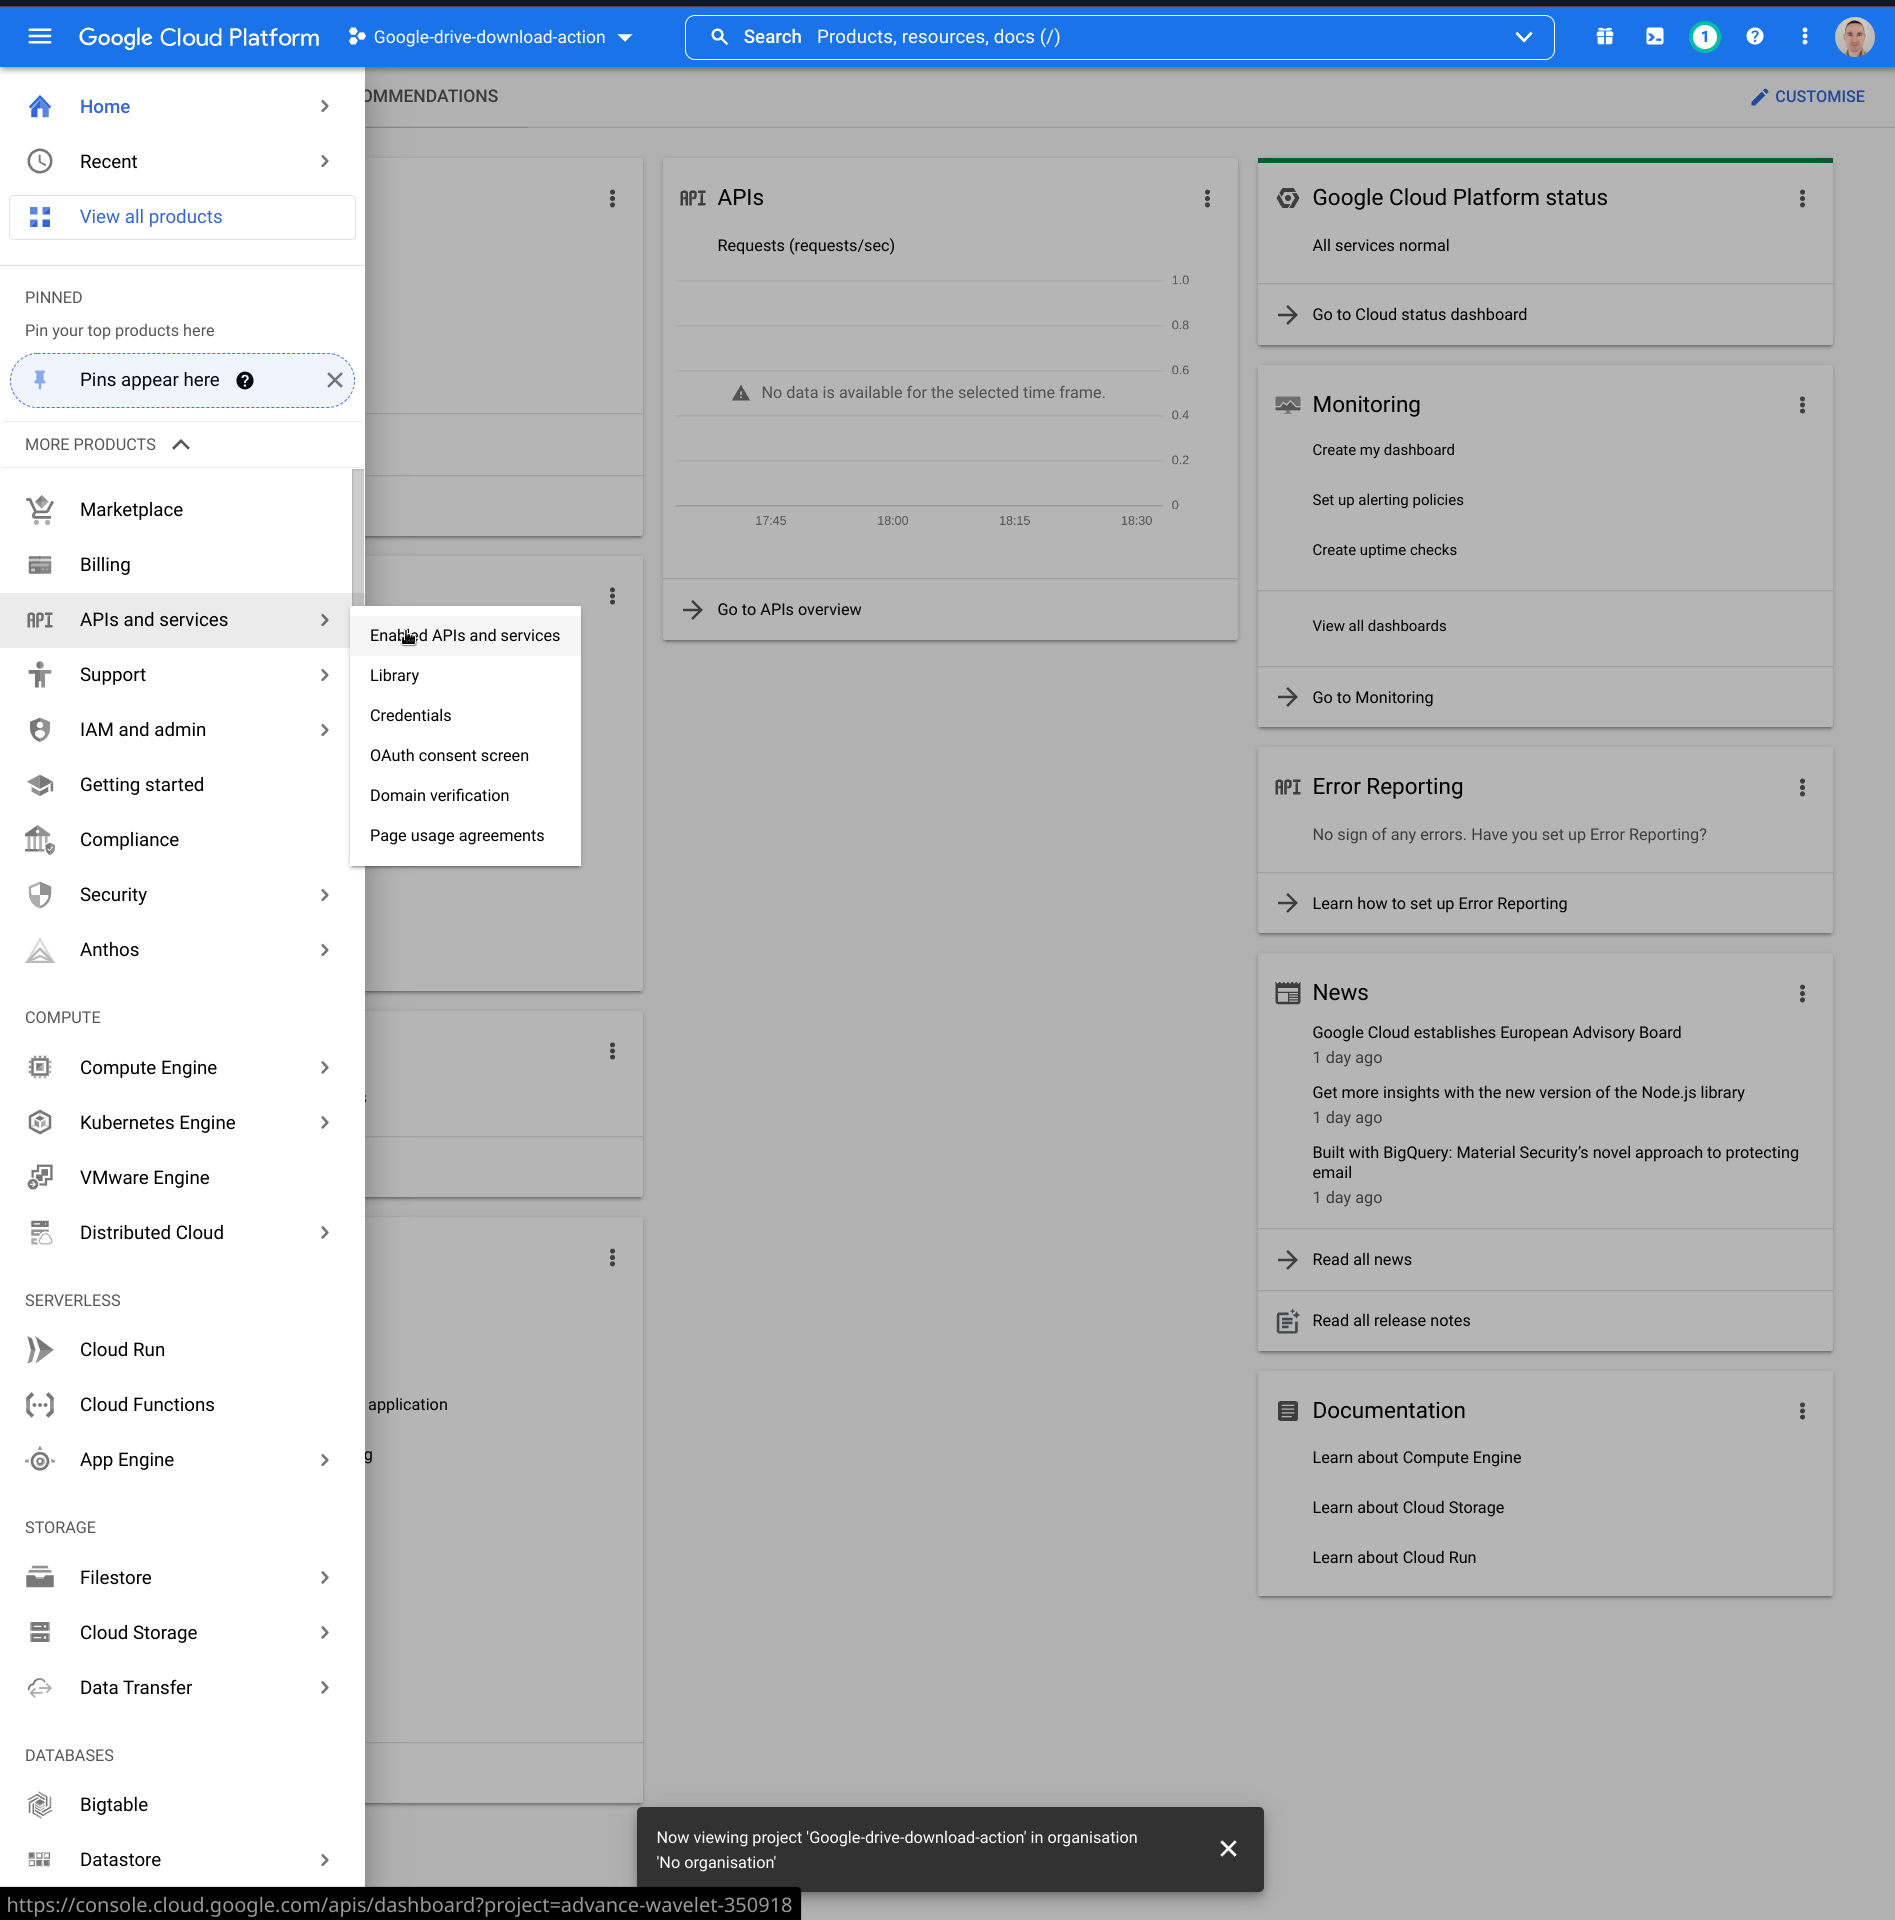 Google Cloud Platform
Google-drive-download-action
Search Products, resources, docs (/)
1
Home
OMMENDATIONS
CUSTOMISE
Recent
View all products
PINNED
Pin your top products here
Pins appear here
MORE PRODUCTS
Marketplace
Billing
API APIs and services
Support
IAM and admin
Getting started
Compliance
Security
Anthos
COMPUTE
Compute Engine
Kubernetes Engine
VMware Engine
Distributed Cloud
SERVERLESS
Cloud Run
Cloud Functions
App Engine
STORAGE
Filestore
Cloud Storage
Data Transfer
DATABASES
Bigtable
Datastore
Enabled APIs and services
Library
Credentials
OAuth consent screen
Domain verification
Page usage agreements
application
g
API APIs
Requests (requests/sec)
1.0
0.8
0.6
No data is available for the selected time frame.
0.4
0.2
0
17:45 18:00 18:15 18:30
Go to APIs overview
Google Cloud Platform status
All services normal
Go to Cloud status dashboard
Monitoring
Create my dashboard
Set up alerting policies
Create uptime checks
View all dashboards
Go to Monitoring
API Error Reporting
No sign of any errors. Have you set up Error Reporting?
Learn how to set up Error Reporting
News
Google Cloud establishes European Advisory Board
1 day ago
Get more insights with the new version of the Node.js library
1 day ago
Built with BigQuery: Material Security’s novel approach to protecting
email
1 day ago
Read all news
Read all release notes
Documentation
Learn about Compute Engine
Learn about Cloud Storage
Learn about Cloud Run
Now viewing project 'Google-drive-download-action' in organisation
'No organisation'
https://console.cloud.google.com/apis/dashboard?project=advance-wavelet-350918